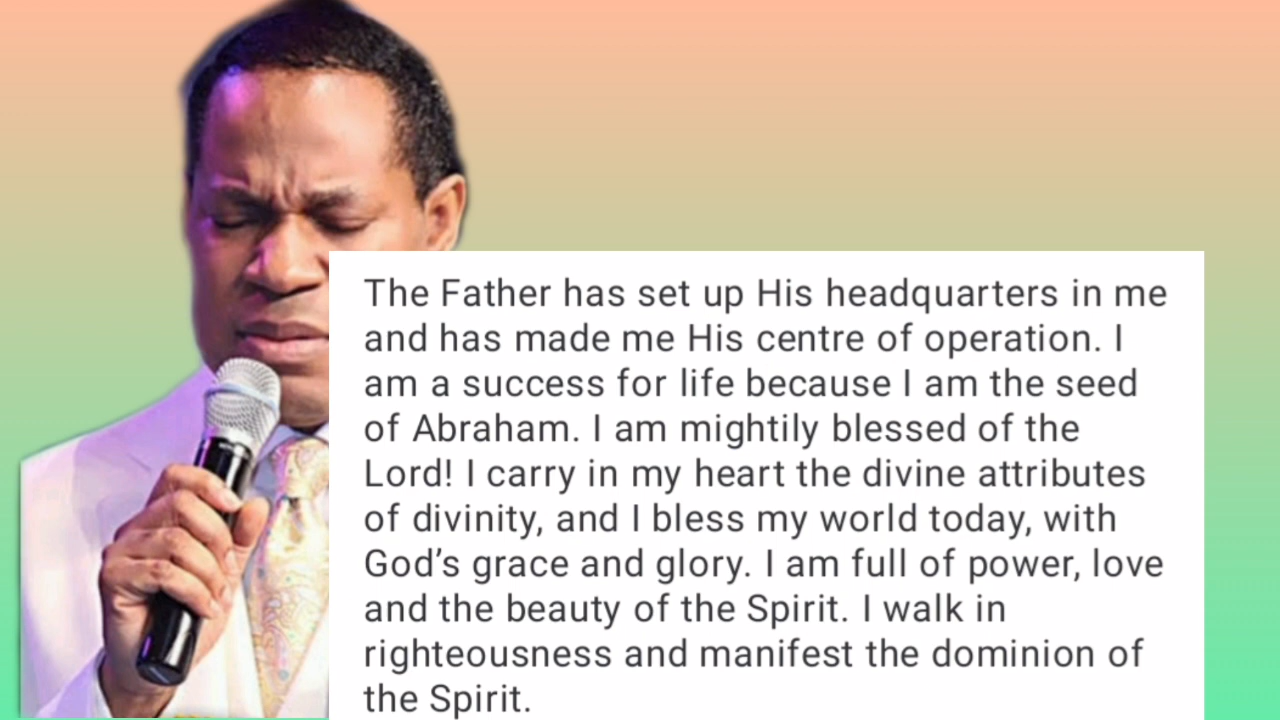 The Father has set up His headquarters in me
and has made me His centre of operation. I
am a success for life because I am the seed
of Abraham. I am mightily blessed of the
Lord! I carry in my heart the divine attributes
of divinity, and I bless my world today, with
God’s grace and glory. I am full of power, love
and the beauty of the Spirit. I walk in
righteousness and manifest the dominion of
the Spirit.